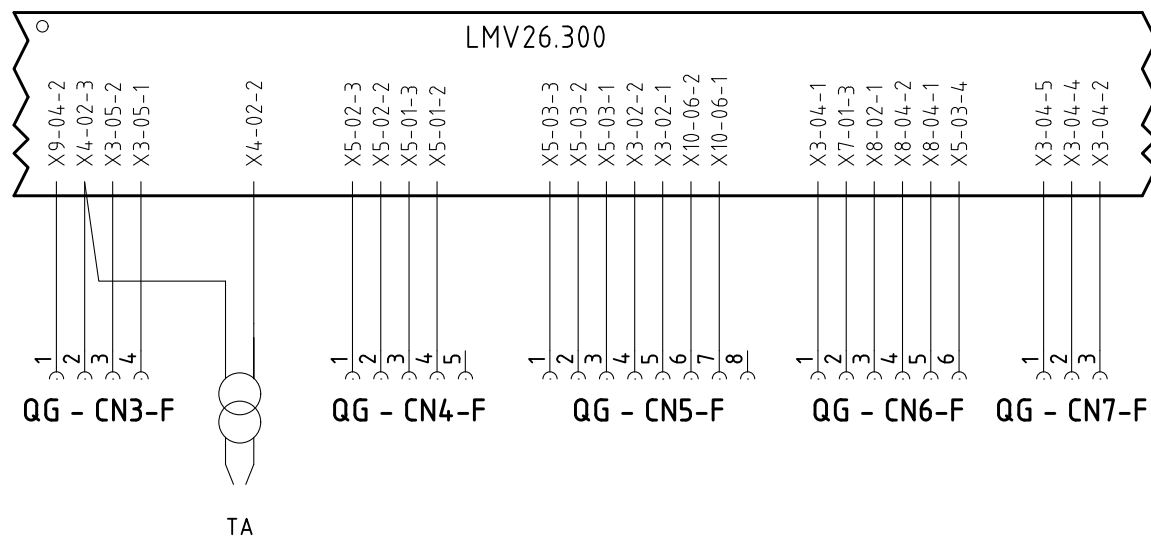 LMV26.300
X9-04-2
X4-02-3
X3-05-2
X3-05-1
X4-02-2
X5-02-3
X5-02-2
X5-01-3
X5-01-2
X5-03-3
X5-03-2
X5-03-1
X3-02-2
X3-02-1
X10-06-2
X10-06-1
X3-04-1
X7-01-3
X8-02-1
X8-04-2
X8-04-1
X5-03-4
X3-04-5
X3-04-4
X3-04-2
1 2 3 4
1 2 3 4 5
1 2 3 4 5 6 7 8
1 2 3 4 5 6
1 2 3
QG - CN3-F
QG - CN4-F
QG - CN5-F
QG - CN6-F
QG - CN7-F
TA